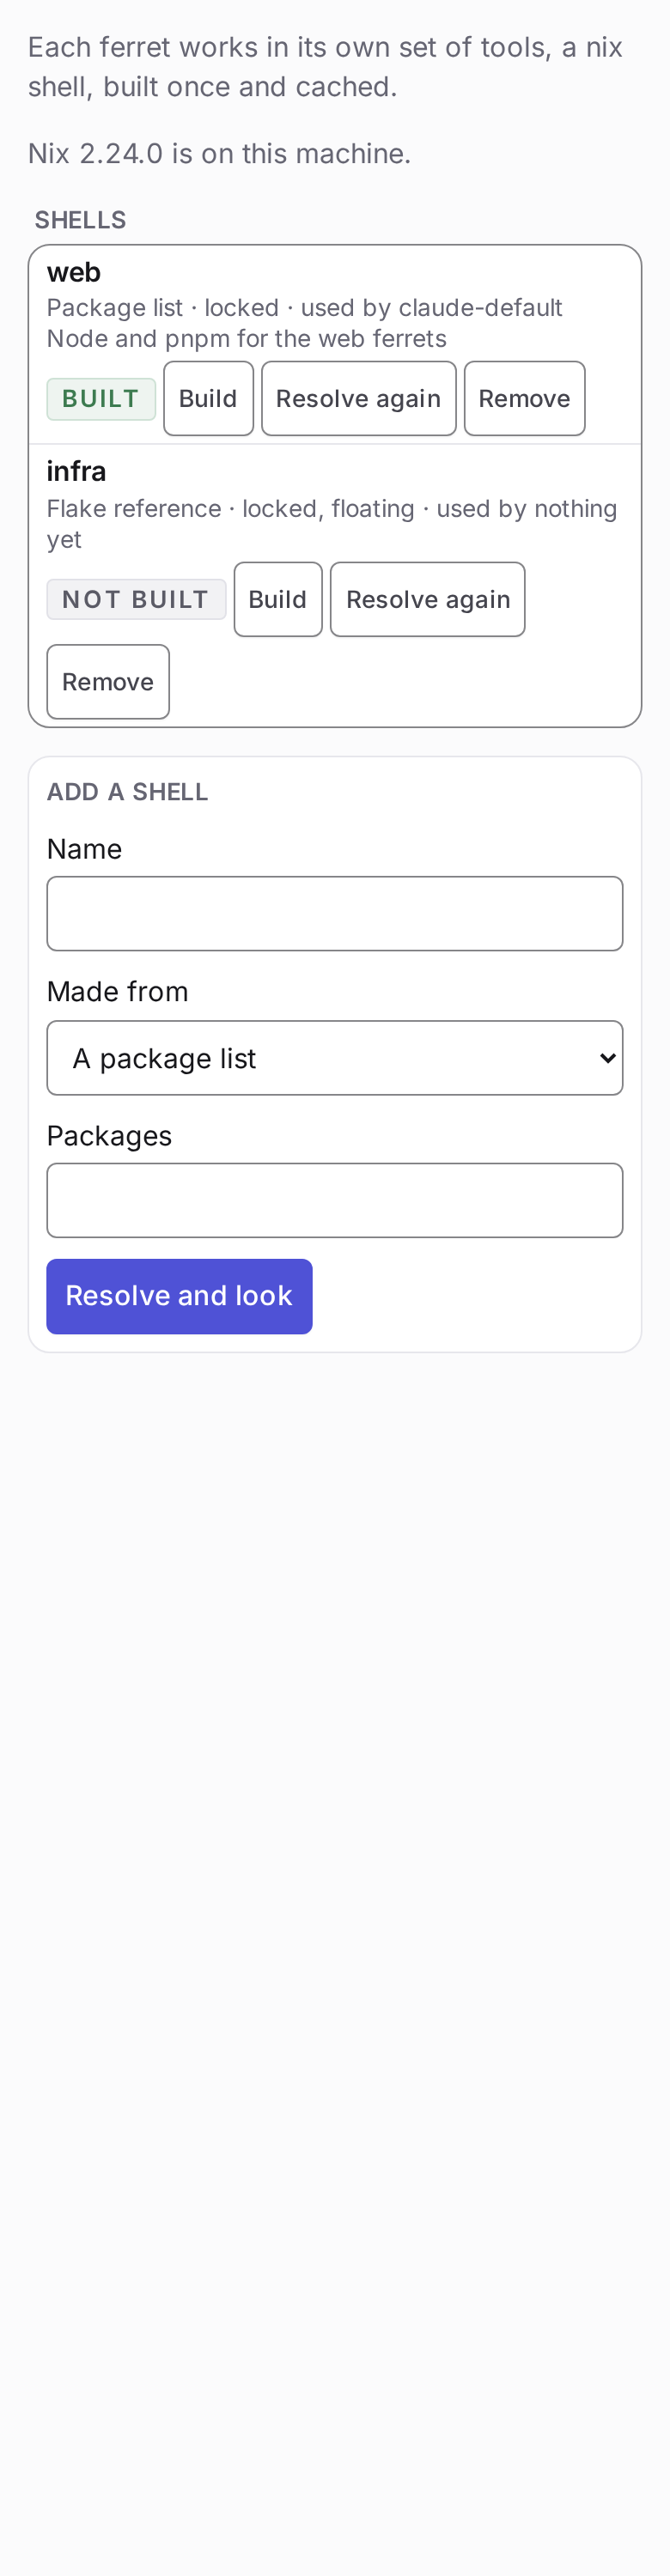 Each ferret works in its own set of tools, a nix
shell, built once and cached.
Nix 2.24.0 is on this machine.
SHELLS
web
Package list · locked · used by claude-default
Node and pnpm for the web ferrets
BUILT Build Resolve again Remove
infra
Flake reference · locked, floating · used by nothing
yet
NOT BUILT Build Resolve again
Remove
ADD A SHELL
Name
Made from
A package list
Packages
Resolve and look